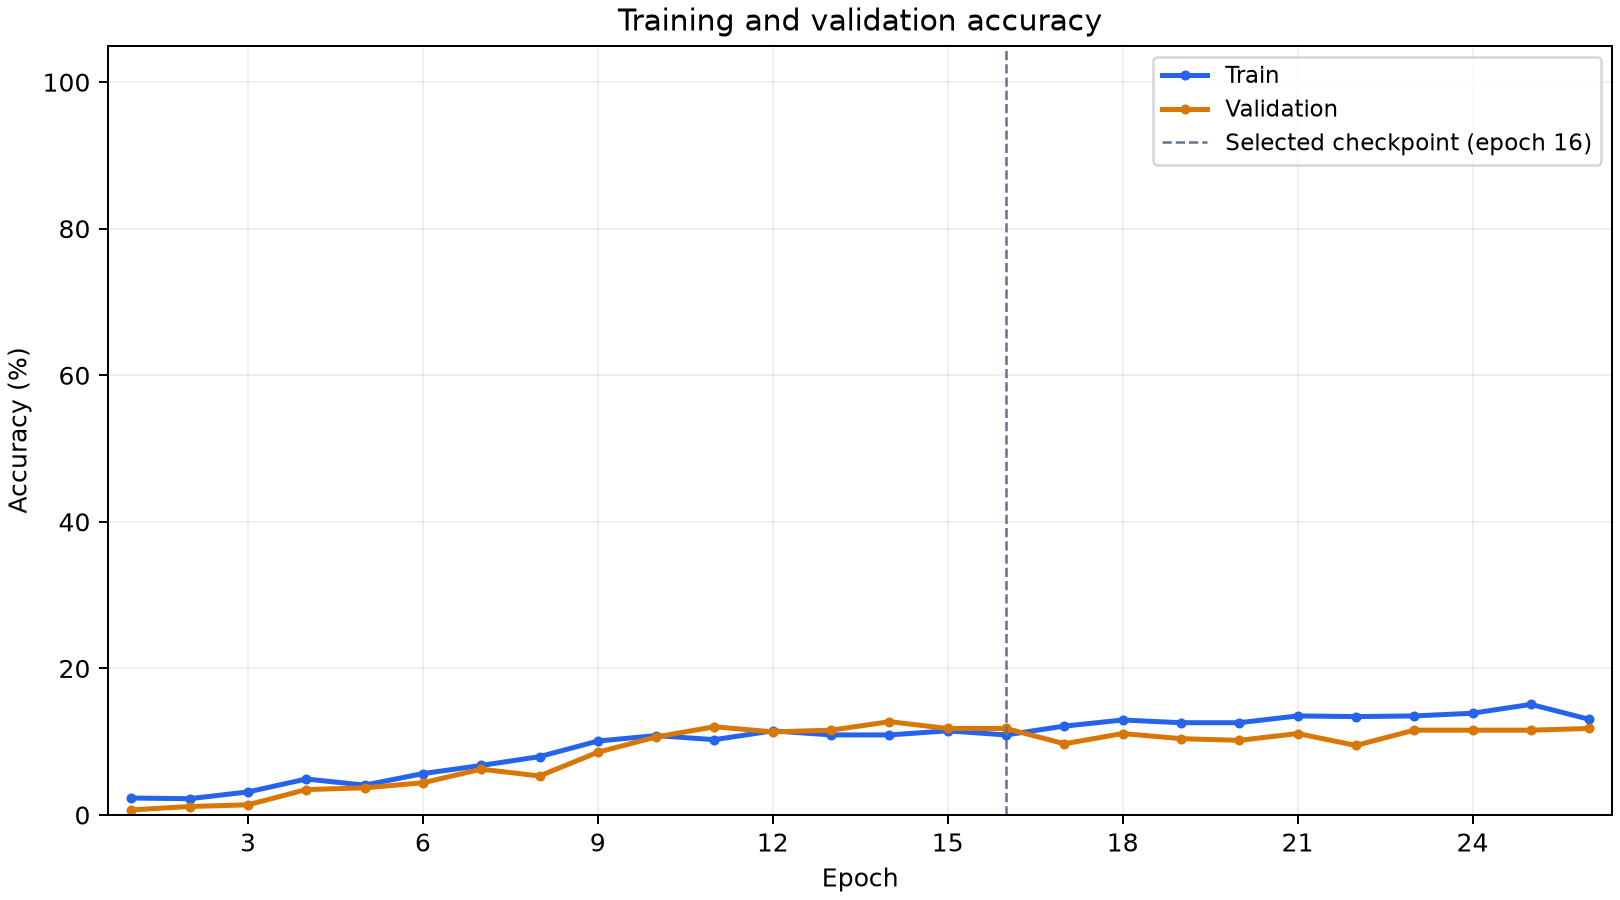 Training and validation accuracy
Train
Validation
Selected checkpoint (epoch 16)
100
80
60
40
20
0
Accuracy (%)
3 6 9 12 15 18 21 24
Epoch